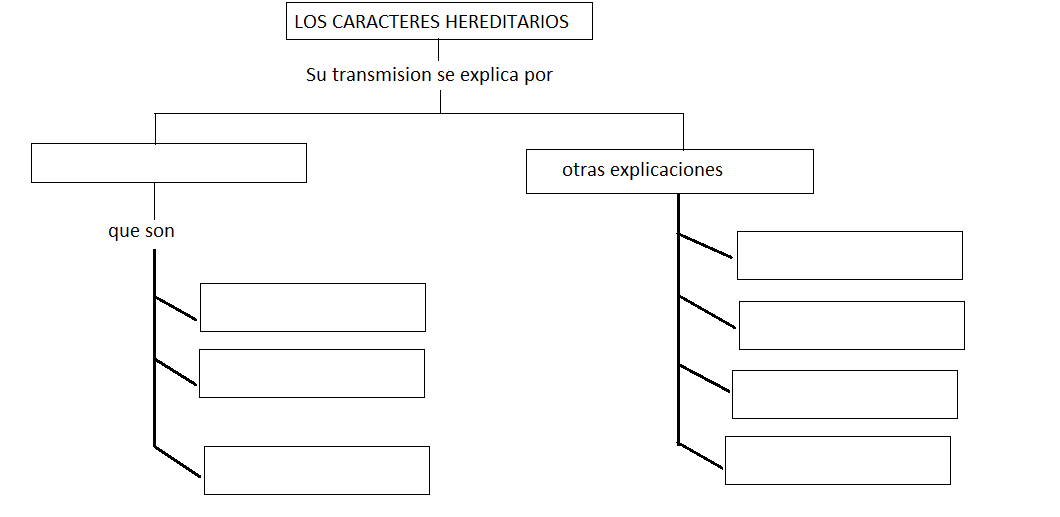 LOS CARACTERES HEREDITARIOS
Su transmision se explica por
otras explicaciones
que son